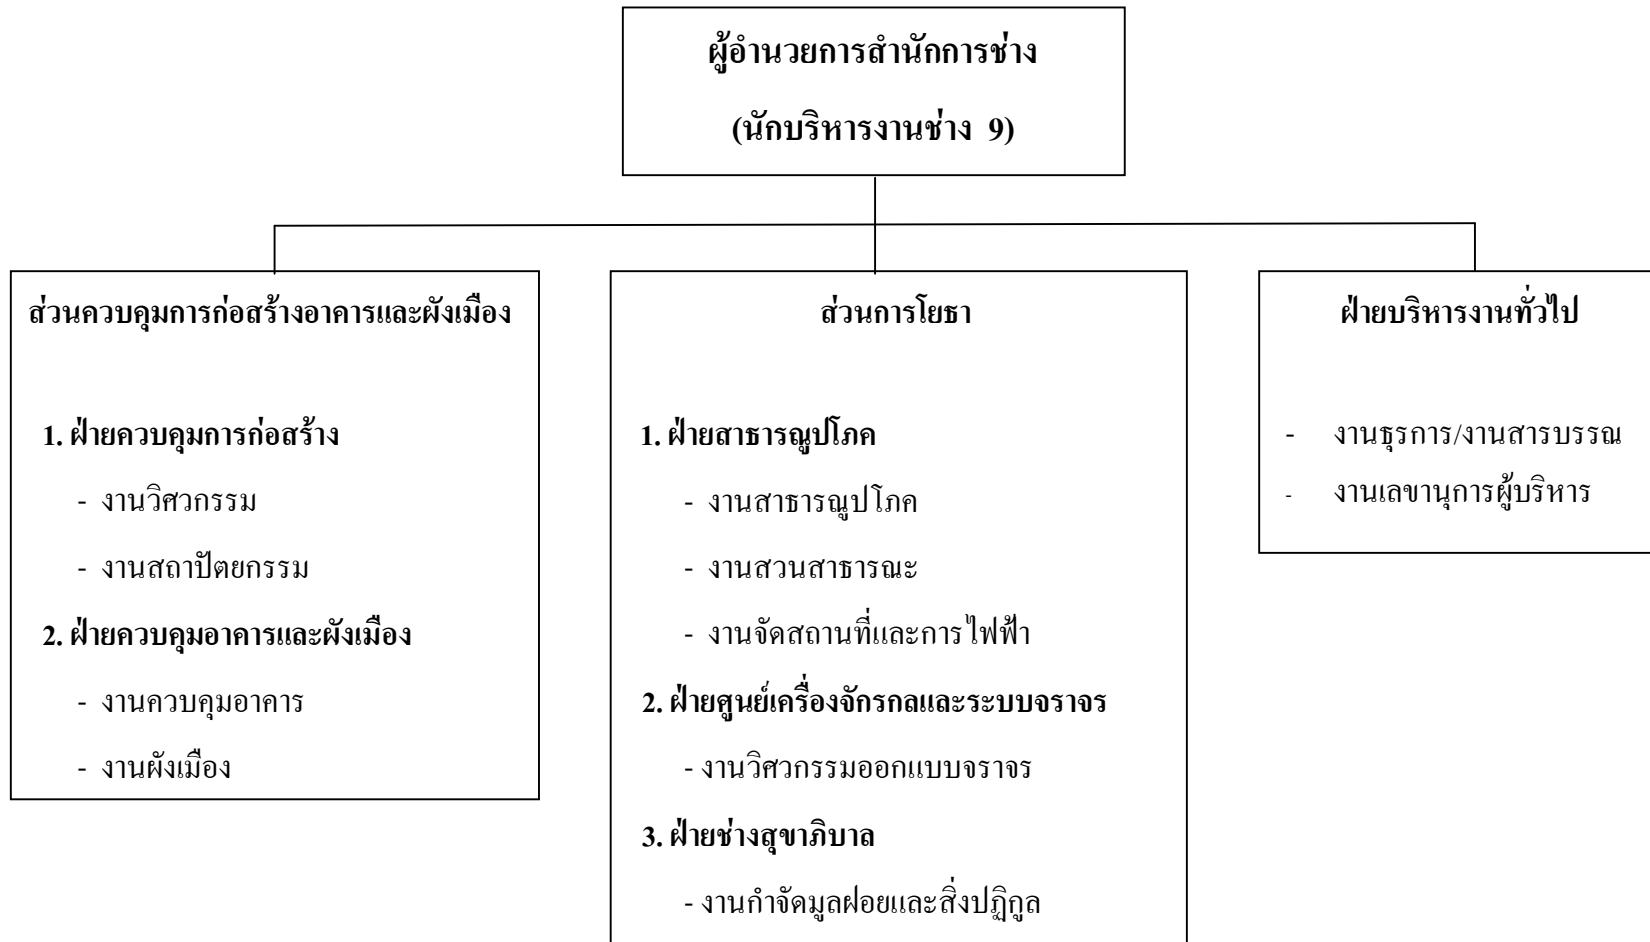 ผู้อำนวยการสำนักการช่าง
(นักบริหารงานช่าง 9)
ส่วนควบคุมการก่อสร้างอาคารและผังเมือง
1. ฝ่ายควบคุมการก่อสร้าง
- งานวิศวกรรม
- งานสถาปัตยกรรม
2. ฝ่ายควบคุมอาคารและผังเมือง
- งานควบคุมอาคาร
- งานผังเมือง
ส่วนการโยธา
1. ฝ่ายสาธารณูปโภค
- งานสาธารณูปโภค
- งานสวนสาธารณะ
- งานจัดสถานที่และการไฟฟ้า
2. ฝ่ายศูนย์เครื่องจักรกลและระบบจราจร
- งานวิศวกรรมออกแบบจราจร
3. ฝ่ายช่างสุขาภิบาล
- งานกำจัดมูลฝอยและสิ่งปฏิกูล
ฝ่ายบริหารงานทั่วไป
- งานธุรการ/งานสารบรรณ
- งานเลขานุการผู้บริหาร